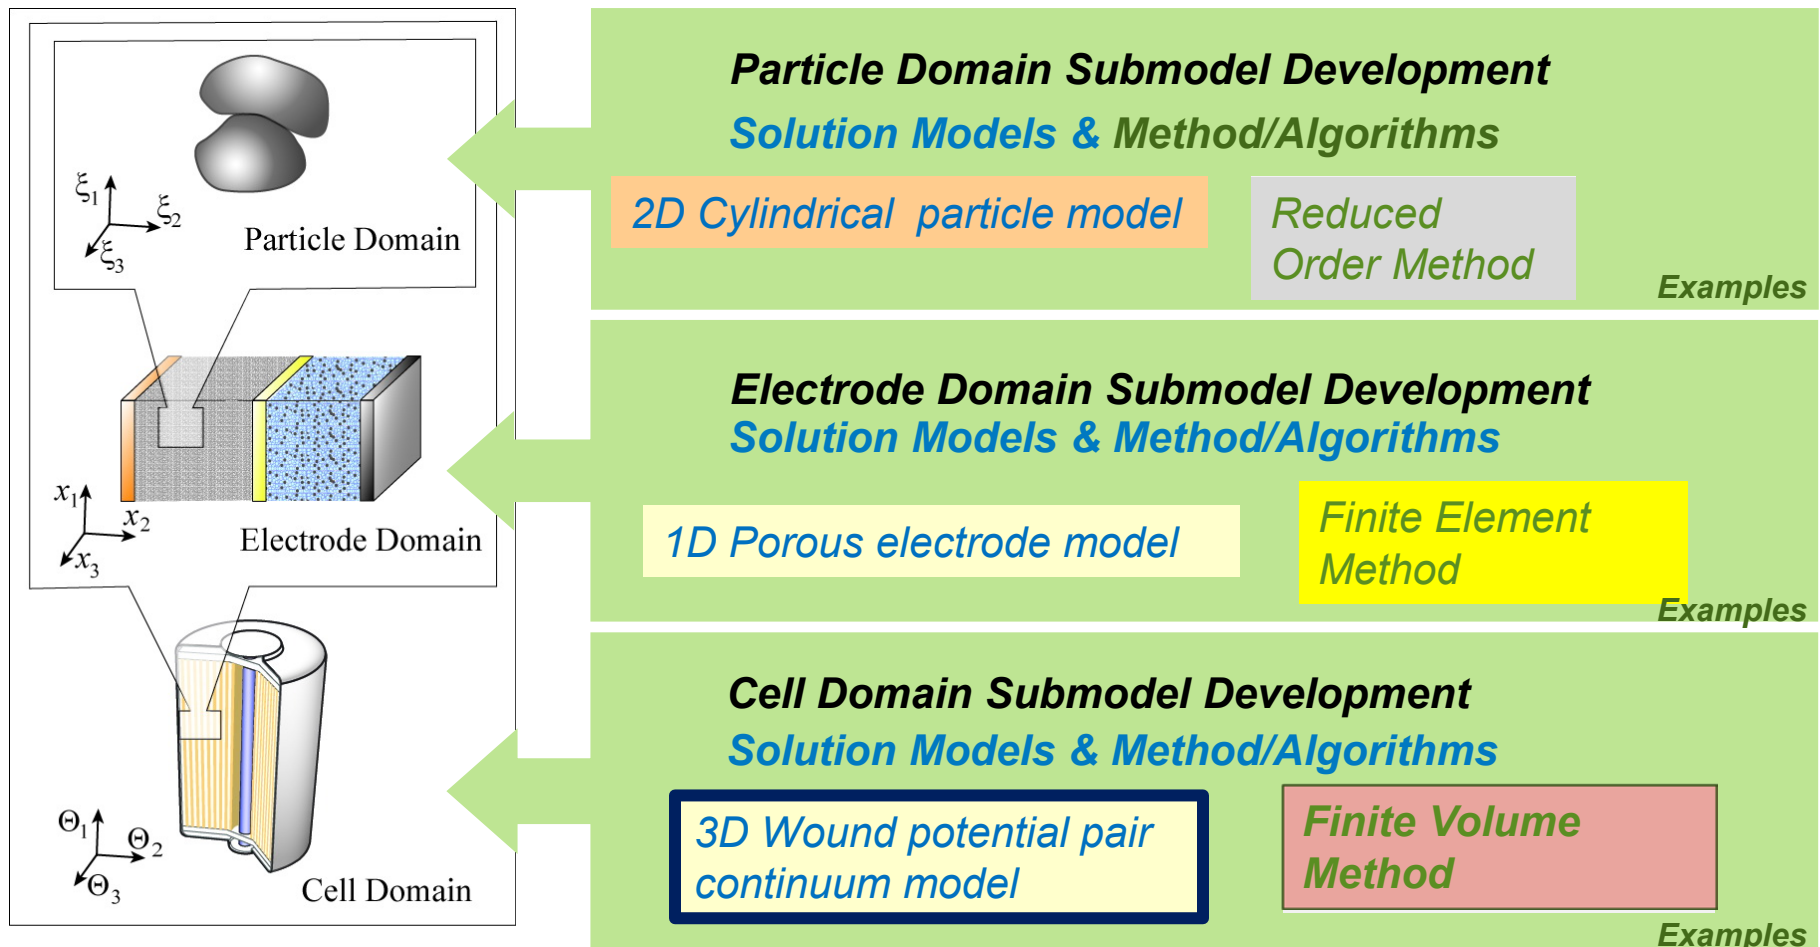 ξ1
ξ2
ξ3
Particle Domain
x1
x2
x3
Electrode Domain
Θ1
Θ2
Θ3
Cell Domain
Particle Domain Submodel Development
Solution Models & Method/Algorithms
2D Cylindrical particle model
Reduced
Order Method
Examples
Electrode Domain Submodel Development
Solution Models & Method/Algorithms
1D Porous electrode model
Finite Element
Method
Examples
Cell Domain Submodel Development
Solution Models & Method/Algorithms
3D Wound potential pair
continuum model
Finite Volume
Method
Examples